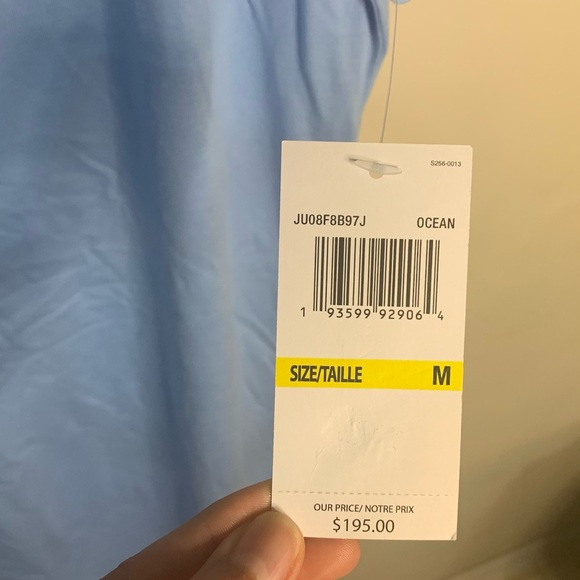 S256-0013
JU08F8B97J OCEAN
1 93599 92906 4
SIZE/TAILLE M
OUR PRICE/ NOTRE PRIX
$195.00